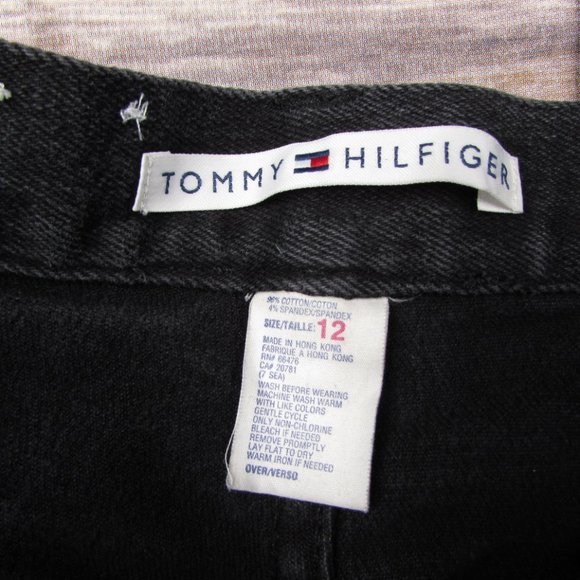 TOMMY HILFIGER
96% COTTON/COTON
4% SPANDEX/SPANDEX
SIZE/TAILLE: 12
MADE IN HONG KONG
FABRIQUE A HONG KONG
RN# 66476
CA# 20781
(7 SEA)
WASH BEFORE WEARING
MACHINE WASH WARM
WITH LIKE COLORS
GENTLE CYCLE
ONLY NON-CHLORINE
BLEACH IF NEEDED
REMOVE PROMPTLY
LAY FLAT TO DRY
WARM IRON IF NEEDED
OVER/VERSO